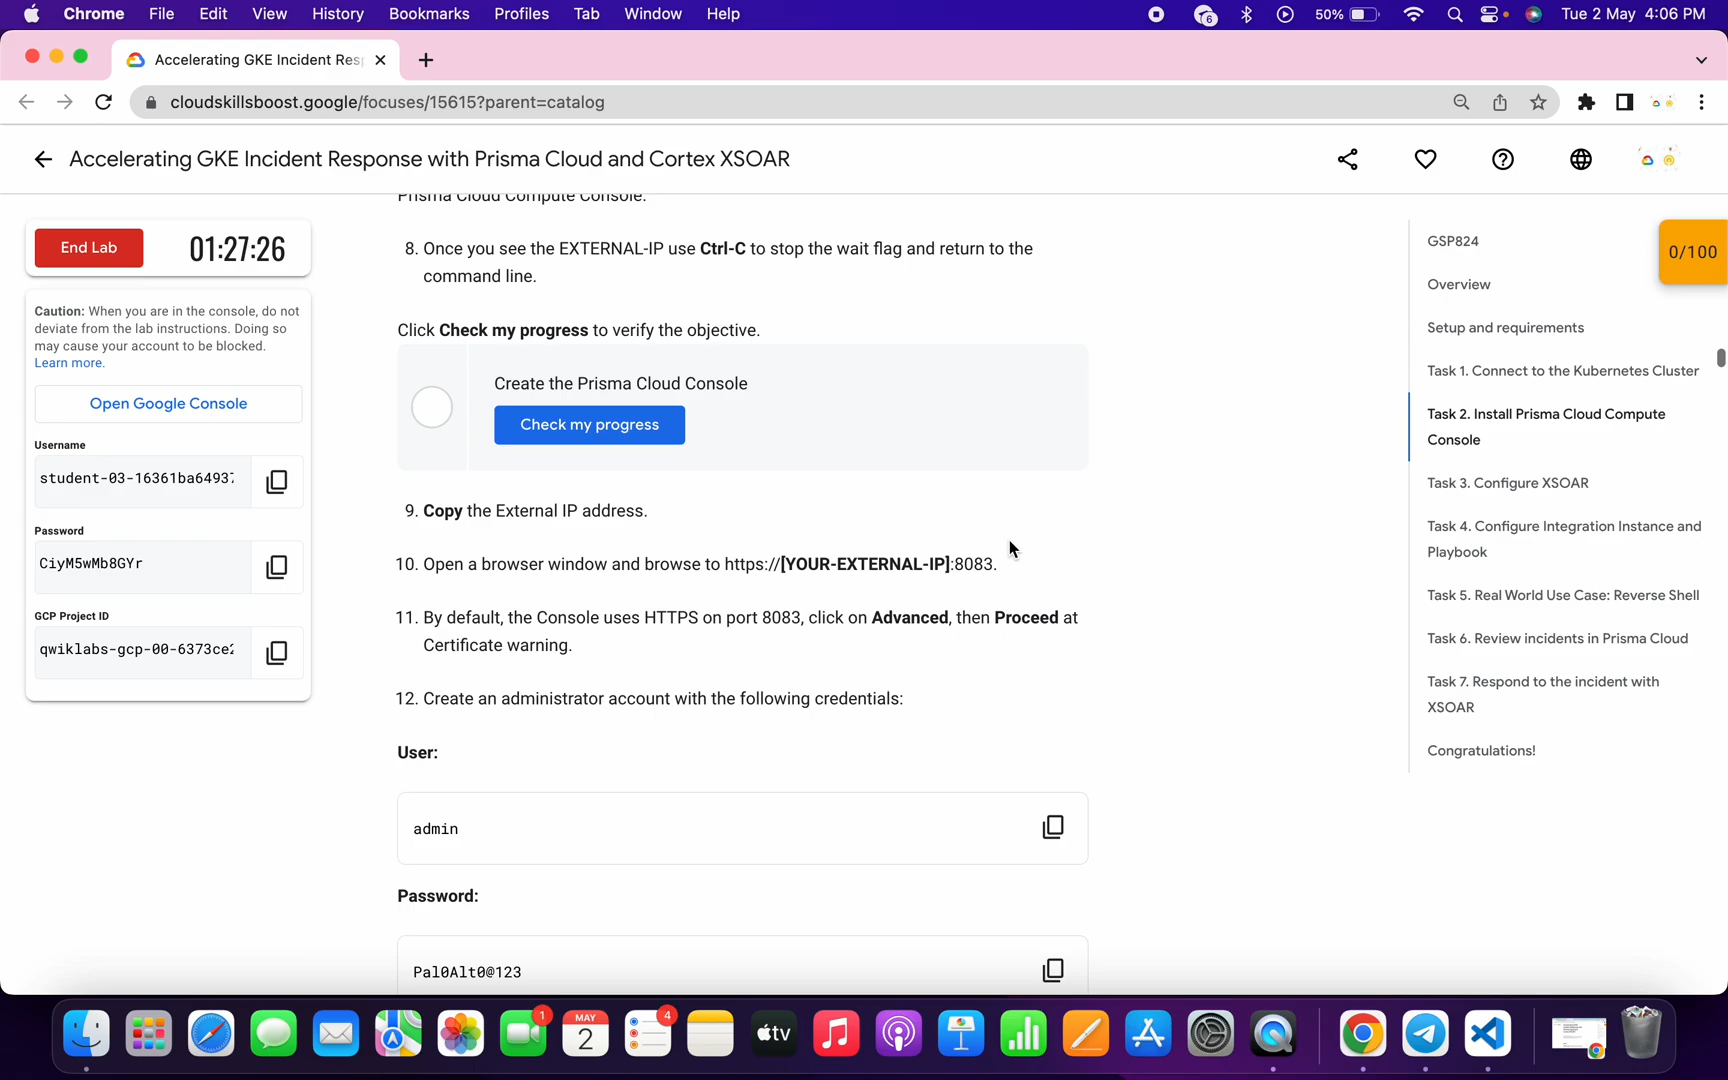 Chrome File Edit View History Bookmarks Profiles Tab Window Help
6
50%
Tue 2 May 4:06 PM
Accelerating GKE Incident Res
cloudskillsboost.google/focuses/15615?parent=catalog
Accelerating GKE Incident Response with Prisma Cloud and Cortex XSOAR
End Lab
01:27:26
Caution: When you are in the console, do not
deviate from the lab instructions. Doing so
may cause your account to be blocked.
Learn more.
Open Google Console
Username
student-03-16361ba64937
Password
CiyM5wMb8GYr
GCP Project ID
qwiklabs-gcp-00-6373ce2
Prisma Cloud Compute Console.
8. Once you see the EXTERNAL-IP use Ctrl-C to stop the wait flag and return to the
command line.
Click Check my progress to verify the objective.
Create the Prisma Cloud Console
Check my progress
9. Copy the External IP address.
10. Open a browser window and browse to https://[YOUR-EXTERNAL-IP]:8083.
11. By default, the Console uses HTTPS on port 8083, click on Advanced, then Proceed at
Certificate warning.
12. Create an administrator account with the following credentials:
User:
admin
Password:
Pal0Alt0@123
GSP824
0/100
Overview
Setup and requirements
Task 1. Connect to the Kubernetes Cluster
Task 2. Install Prisma Cloud Compute
Console
Task 3. Configure XSOAR
Task 4. Configure Integration Instance and
Playbook
Task 5. Real World Use Case: Reverse Shell
Task 6. Review incidents in Prisma Cloud
Task 7. Respond to the incident with
XSOAR
Congratulations!
1
MAY
2
4
tv